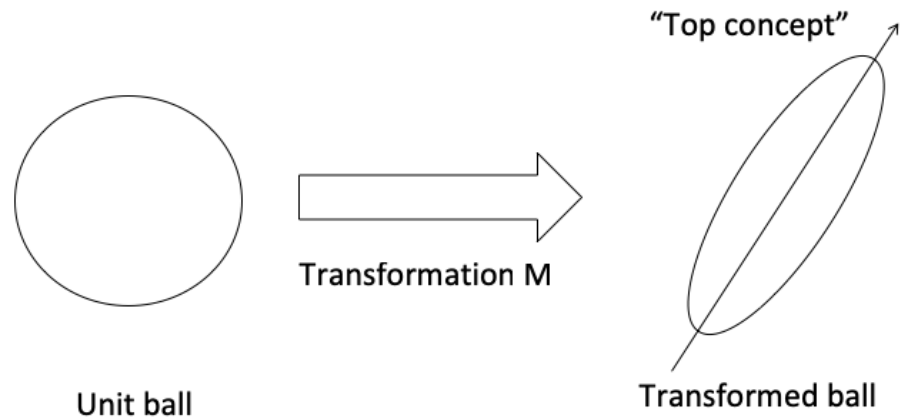 “Top concept”
Transformation M
Unit ball
Transformed ball